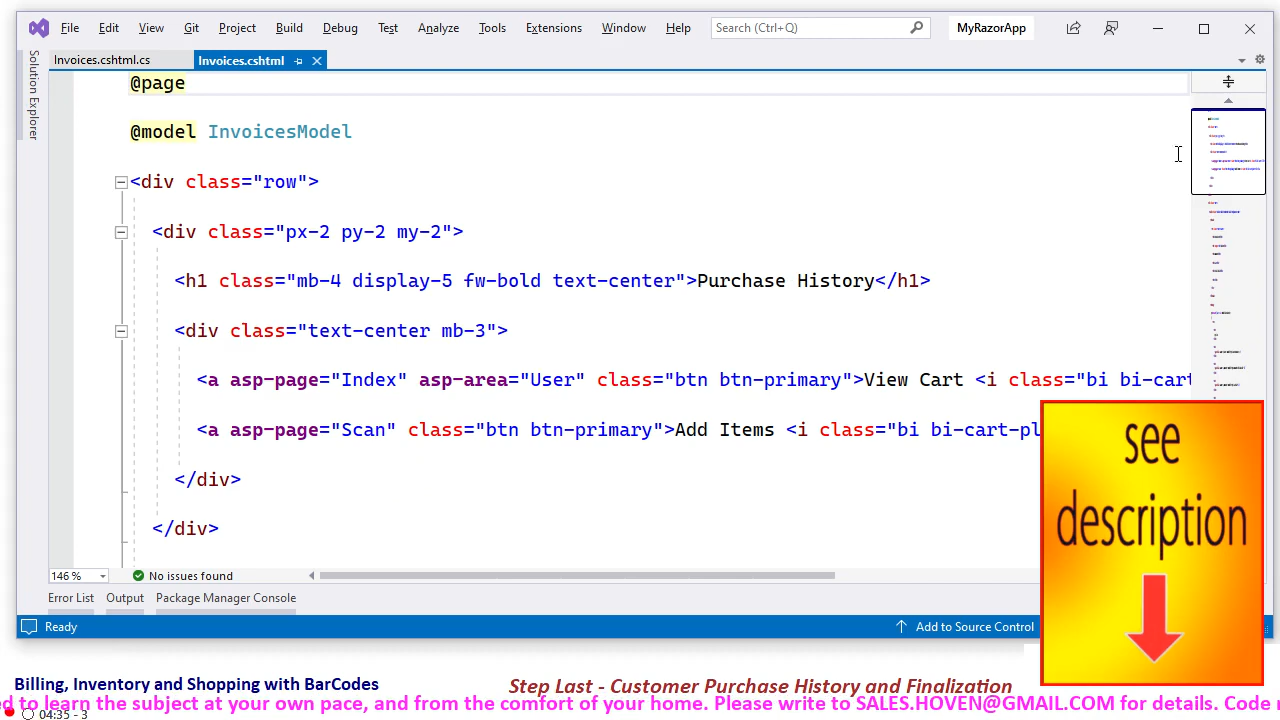 File Edit View Git Project Build Debug Test Analyze Tools Extensions Window Help Search (Ctrl+Q) MyRazorApp
Solution Explorer
Invoices.cshtml.cs Invoices.cshtml
@page
@model InvoicesModel
<div class="row">
<div class="px-2 py-2 my-2">
<h1 class="mb-4 display-5 fw-bold text-center">Purchase History</h1>
<div class="text-center mb-3">
<a asp-page="Index" asp-area="User" class="btn btn-primary">View Cart <i class="bi bi-cart
<a asp-page="Scan" class="btn btn-primary">Add Items <i class="bi bi-cart-pl
</div>
</div>
see
description
146 % No issues found
Error List Output Package Manager Console
Ready Add to Source Control
Billing, Inventory and Shopping with BarCodes
Step Last - Customer Purchase History and Finalization
ed to learn the subject at your own pace, and from the comfort of your home. Please write to SALES.HOVEN@GMAIL.COM for details. Code
04:35 - 3